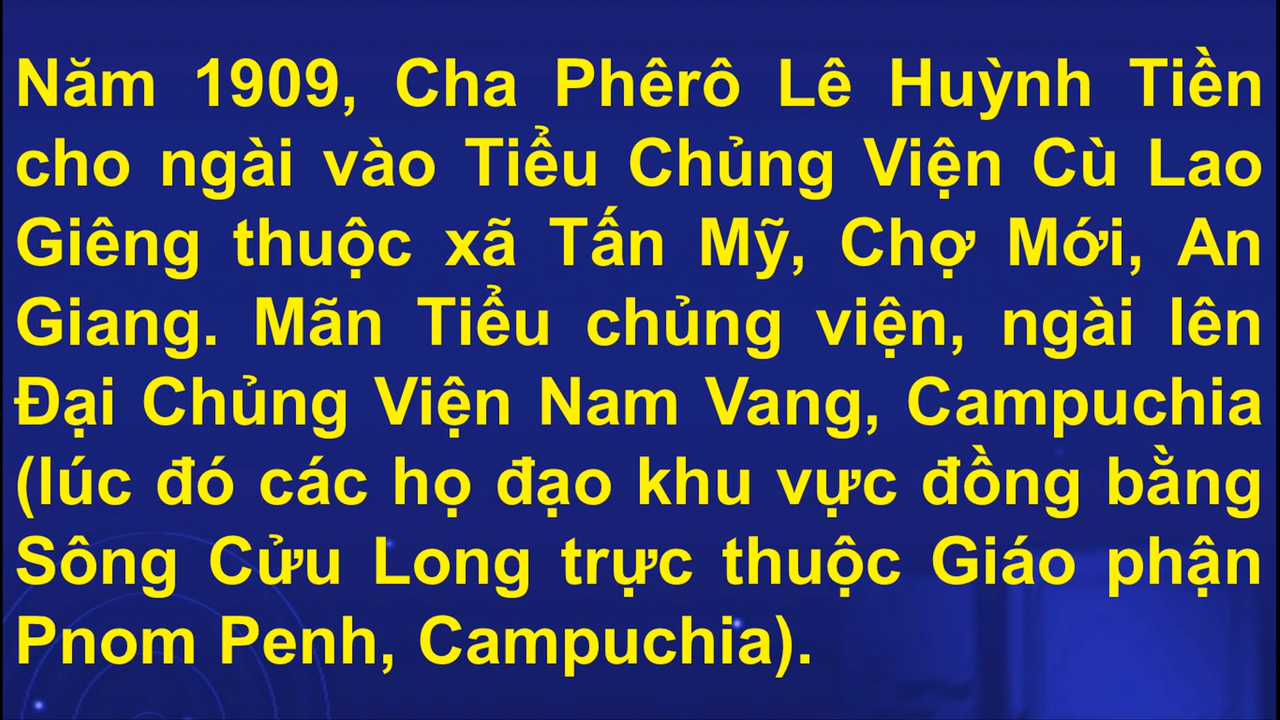 Năm 1909, Cha Phêrô Lê Huỳnh Tiền
cho ngài vào Tiểu Chủng Viện Cù Lao
Giêng thuộc xã Tấn Mỹ, Chợ Mới, An
Giang. Mãn Tiểu chủng viện, ngài lên
Đại Chủng Viện Nam Vang, Campuchia
(lúc đó các họ đạo khu vực đồng bằng
Sông Cửu Long trực thuộc Giáo phận
Pnom Penh, Campuchia).